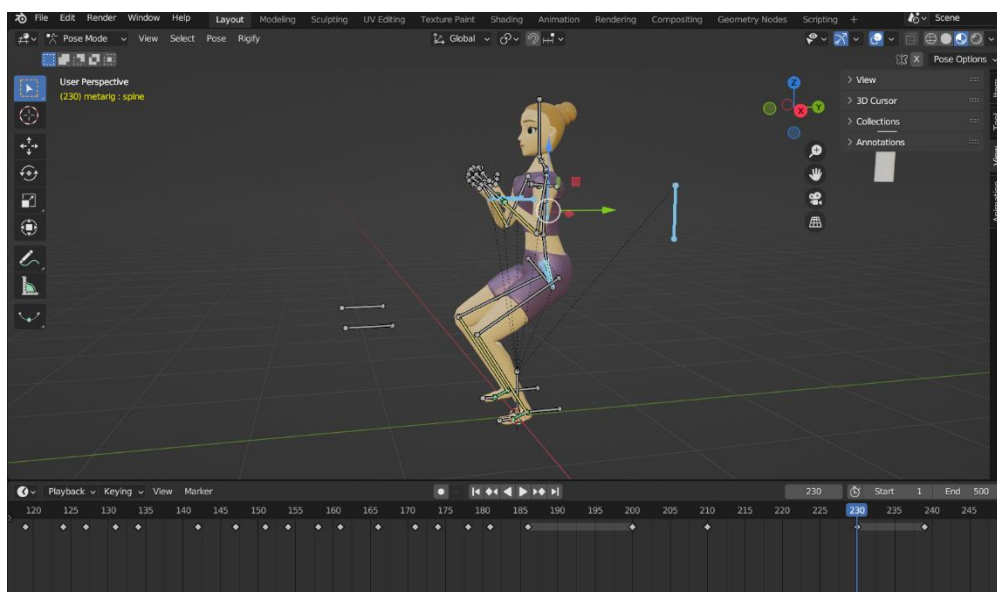 File Edit Render Window Help Layout Modeling Sculpting UV Editing Texture Paint Shading Animation Rendering Compositing Geometry Nodes Scripting + Scene
Pose Mode View Select Pose Rigify Global
X Pose Options
User Perspective
(230) metarig : spine
Z
X
Y
View
3D Cursor
Collections
Annotations
View
Playback Keying View Marker 230 Start 1 End 500
120 125 130 135 140 145 150 155 160 165 170 175 180 185 190 195 200 205 210 215 220 225 230 235 240 245